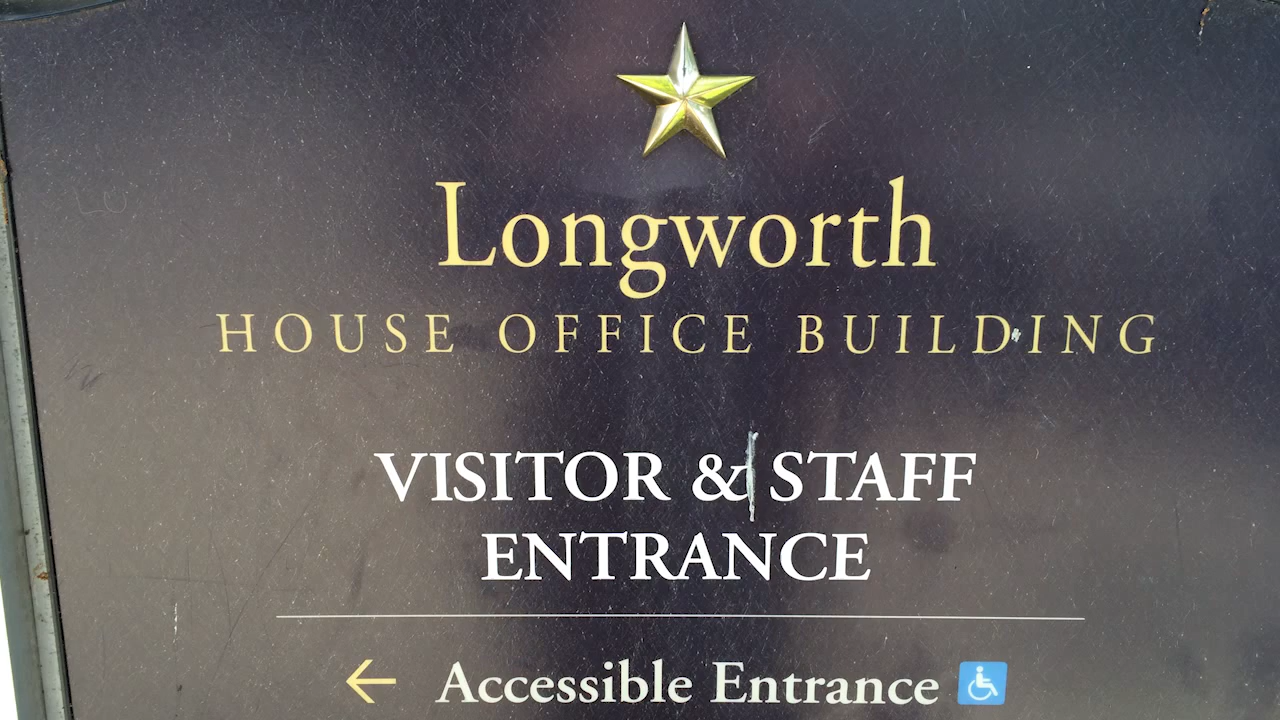 Longworth
HOUSE OFFICE BUILDING
VISITOR & STAFF
ENTRANCE
← Accessible Entrance